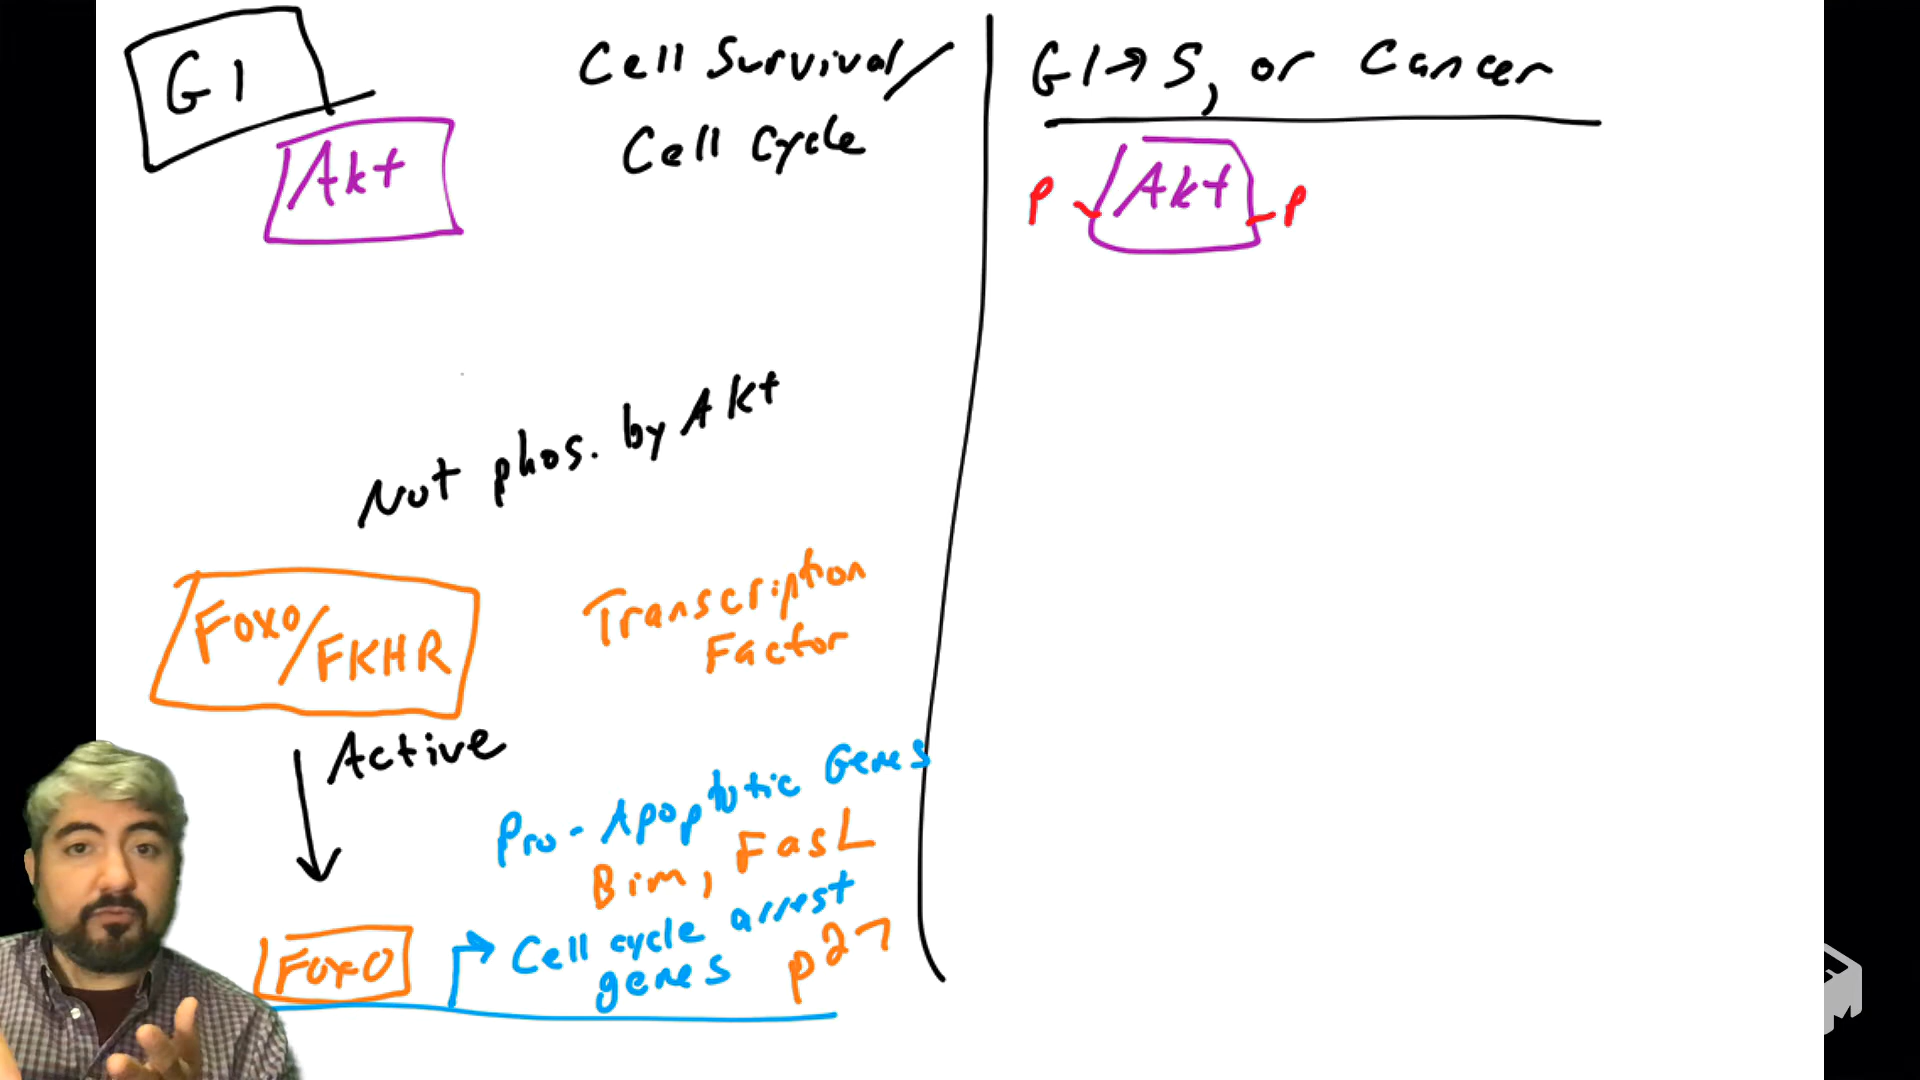 G1
Cell Survival/
Cell Cycle
Akt
Not phos. by Akt
FoxO/FKHR
Transcription
Factor
Active
Pro-Apoptotic Genes
Bim, FasL
Cell cycle arrest
genes p27
FoxO
G1→S, or Cancer
P Akt P